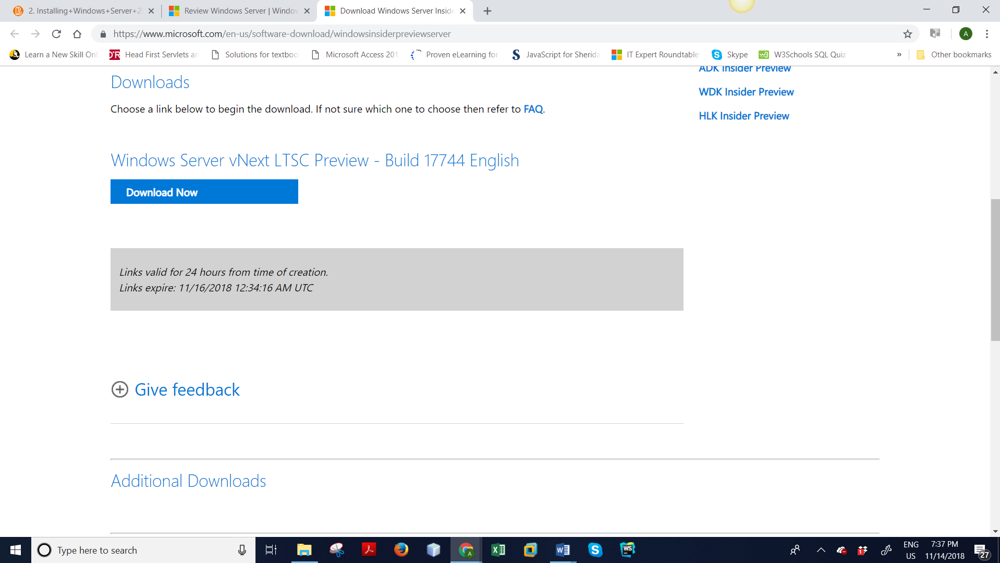 2. Installing+Windows+Server+2
Review Windows Server | Window
Download Windows Server Inside
https://www.microsoft.com/en-us/software-download/windowsinsiderpreviewserver
A
Learn a New Skill Onl
Head First Servlets an
Solutions for textboo
Microsoft Access 201
Proven eLearning for
JavaScript for Sherida
IT Expert Roundtable
Skype
W3Schools SQL Quiz
»
Other bookmarks
ADK Insider Preview
Downloads
WDK Insider Preview
Choose a link below to begin the download. If not sure which one to choose then refer to FAQ.
HLK Insider Preview
Windows Server vNext LTSC Preview - Build 17744 English
Download Now
Links valid for 24 hours from time of creation.
Links expire: 11/16/2018 12:34:16 AM UTC
Give feedback
Additional Downloads
Type here to search
ENG
US
7:37 PM
11/14/2018
27